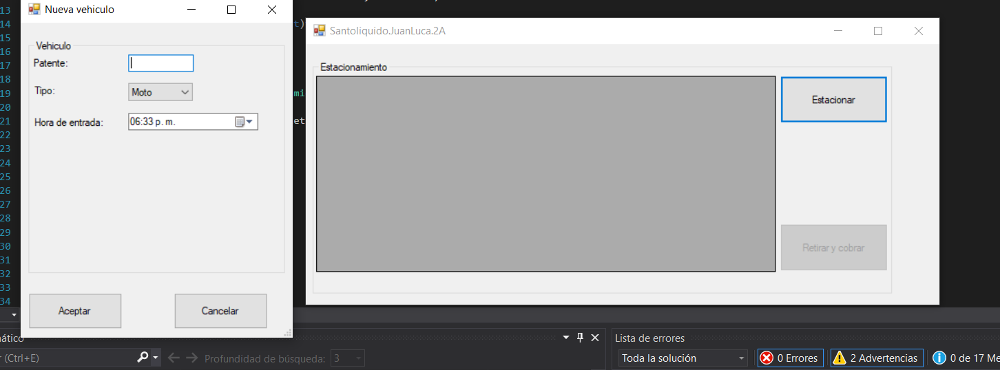 13
14
15
16
17
18
19
20
21
22
23
24
25
26
27
28
29
30
31
32
33
34
t)
mi
et
Nueva vehiculo
Vehiculo
Patente:
Tipo:
Moto
Hora de entrada:
06:33 p. m.
Aceptar
Cancelar
Santoliquido.JuanLuca.2A
Estacionamiento
Estacionar
Retirar y cobrar
ático
r (Ctrl+E)
Profundidad de búsqueda:
3
Lista de errores
Toda la solución
0 Errores
2 Advertencias
0 de 17 Me